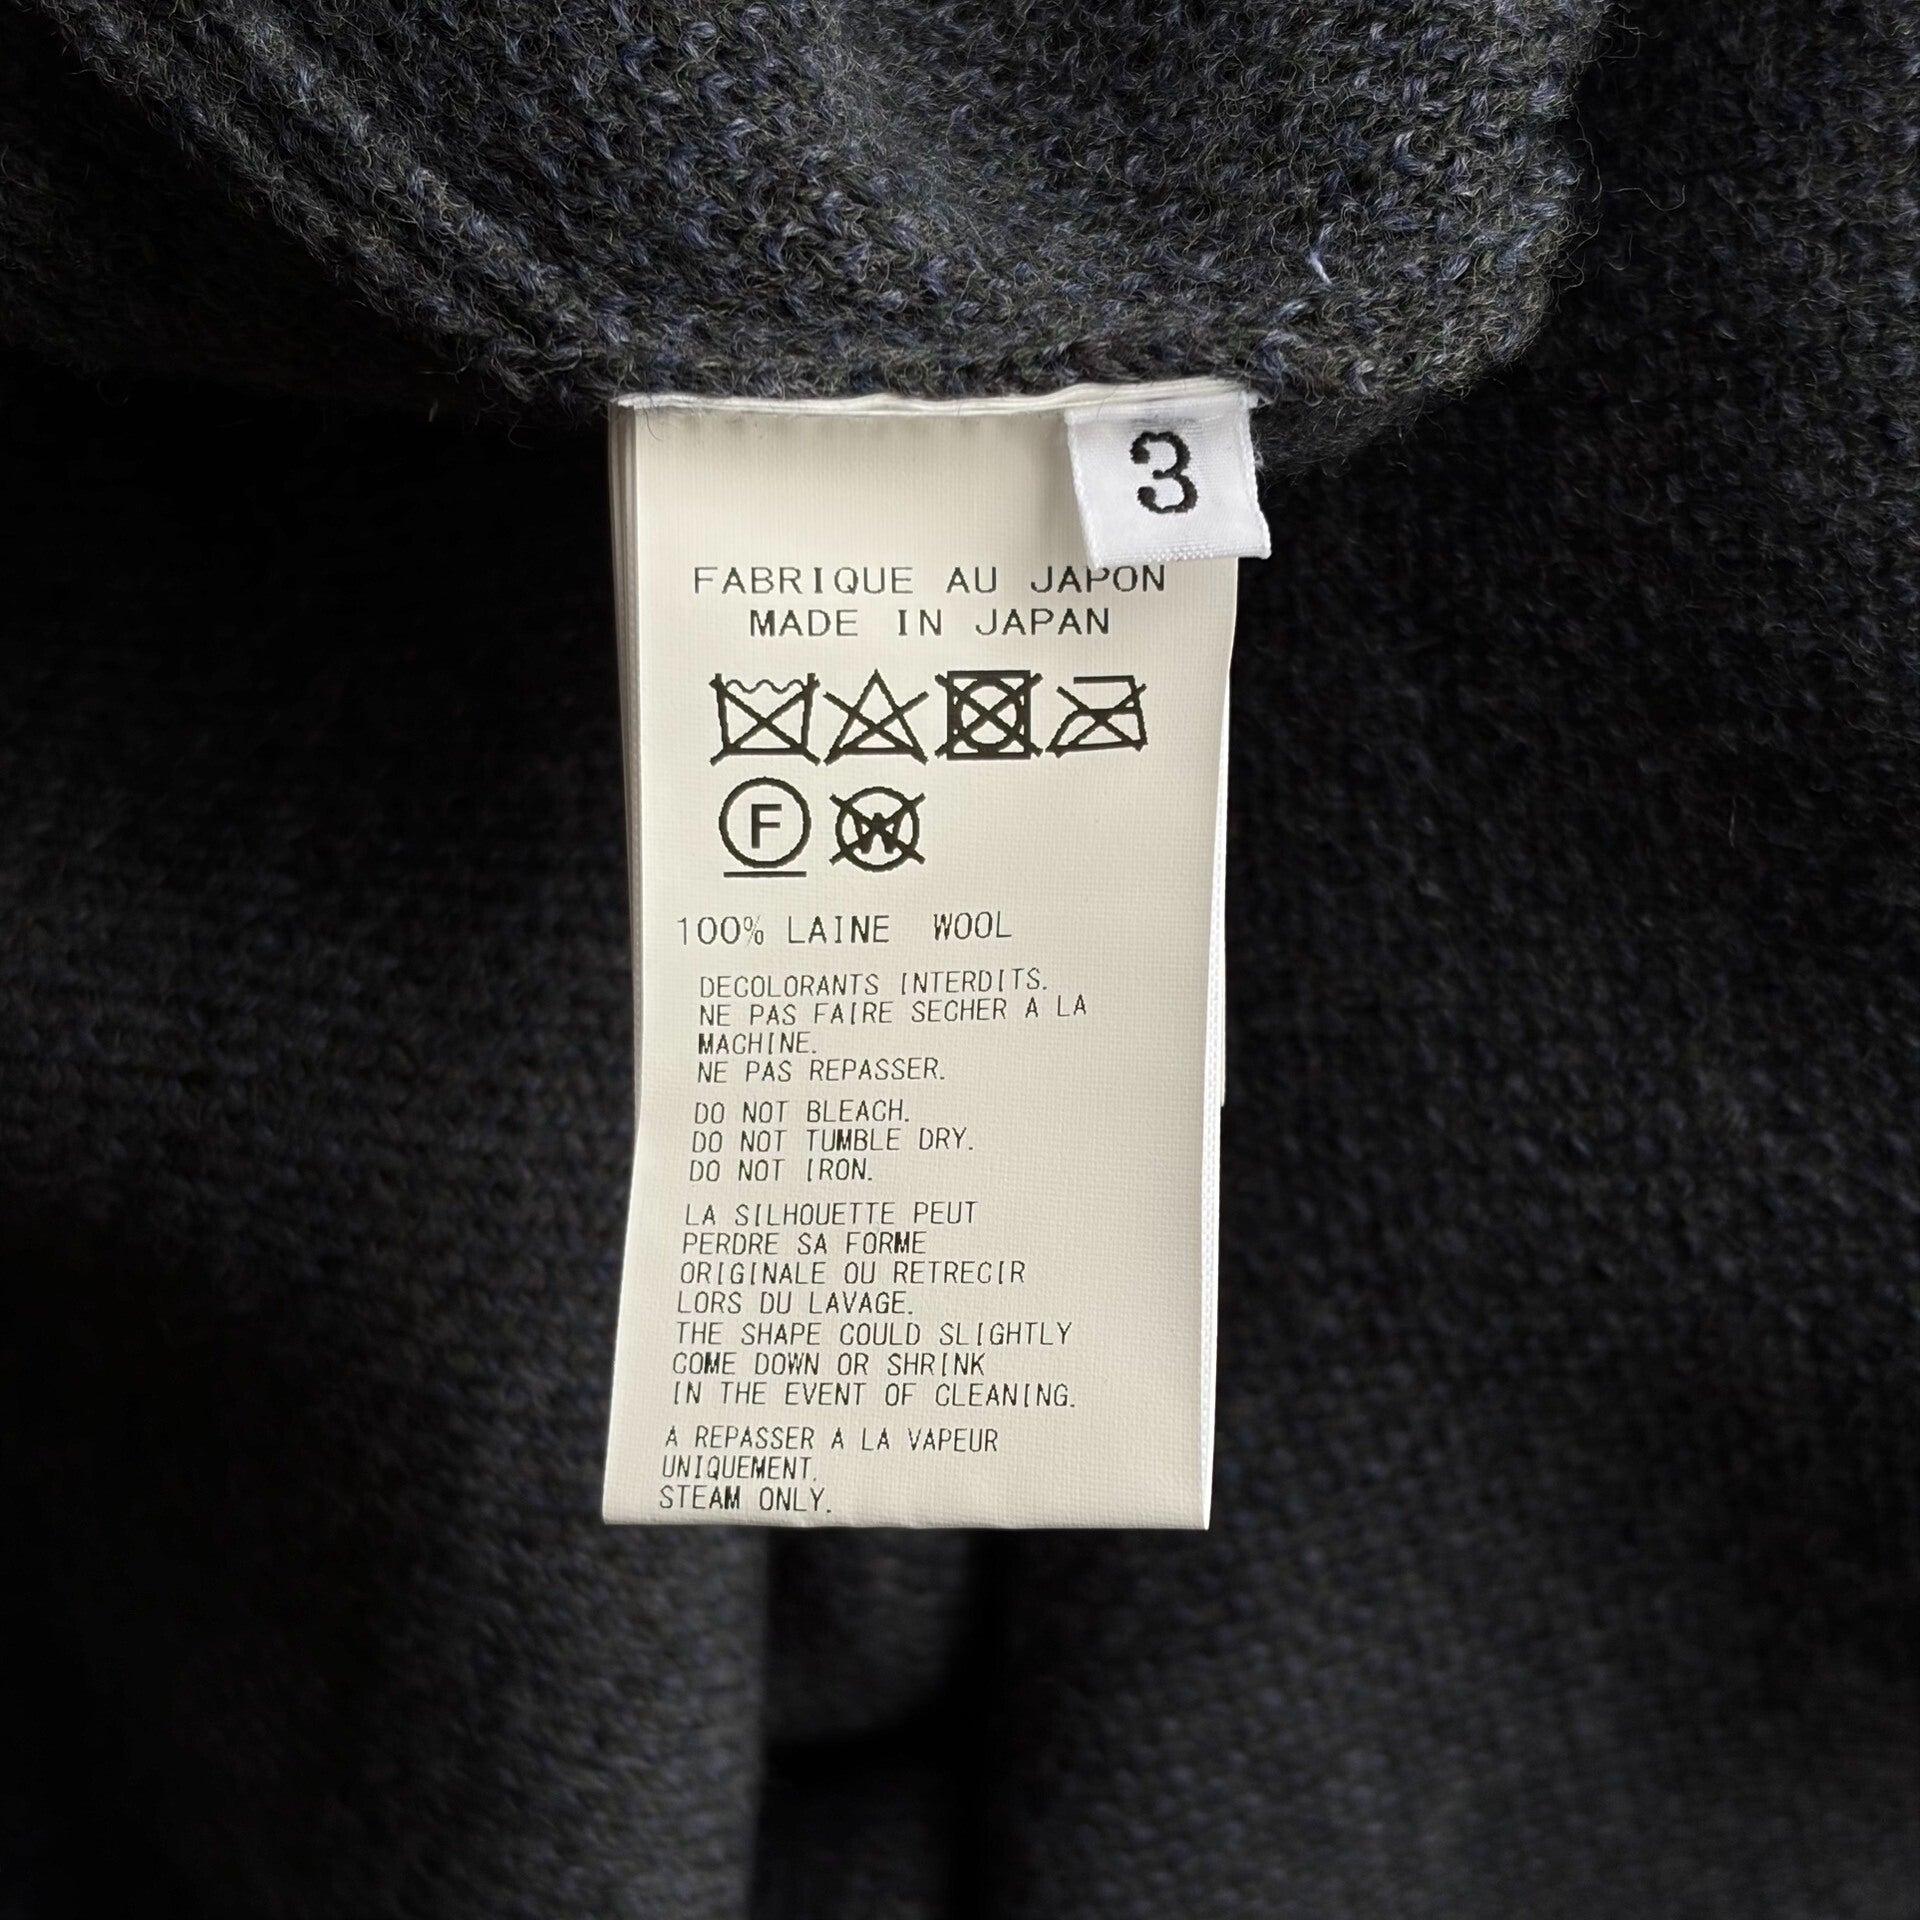 3
FABRIQUE AU JAPON
MADE IN JAPAN
F
W
100% LAINE WOOL
DECOLORANTS INTERDITS.
NE PAS FAIRE SECHER A LA
MACHINE.
NE PAS REPASSER.
DO NOT BLEACH.
DO NOT TUMBLE DRY.
DO NOT IRON.
LA SILHOUETTE PEUT
PERDRE SA FORME
ORIGINALE OU RETRECIR
LORS DU LAVAGE.
THE SHAPE COULD SLIGHTLY
COME DOWN OR SHRINK
IN THE EVENT OF CLEANING.
A REPASSER A LA VAPEUR
UNIQUEMENT.
STEAM ONLY.